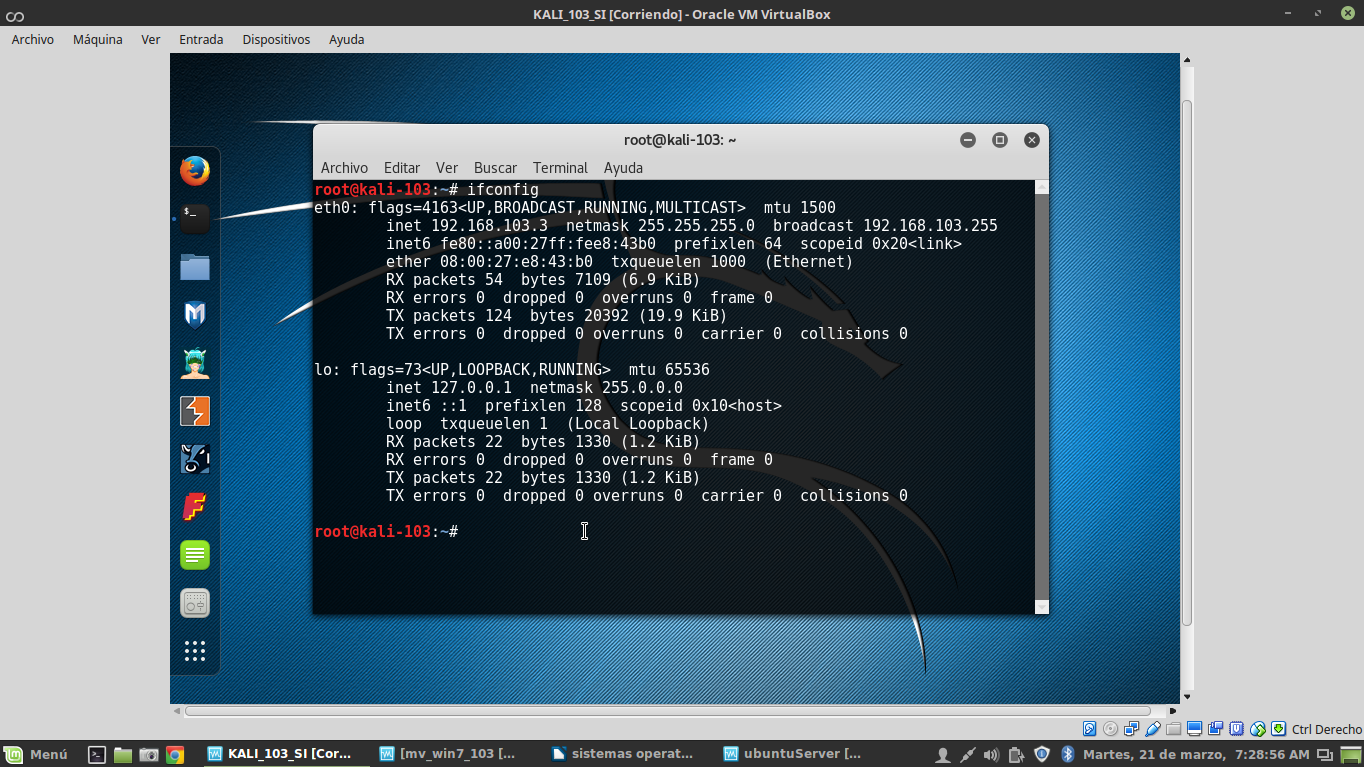 KALI_103_SI [Corriendo] - Oracle VM VirtualBox
Archivo Máquina Ver Entrada Dispositivos Ayuda
root@kali-103: ~
Archivo Editar Ver Buscar Terminal Ayuda
root@kali-103:~# ifconfig
eth0: flags=4163<UP,BROADCAST,RUNNING,MULTICAST>  mtu 1500
        inet 192.168.103.3  netmask 255.255.255.0  broadcast 192.168.103.255
        inet6 fe80::a00:27ff:fee8:43b0  prefixlen 64  scopeid 0x20<link>
        ether 08:00:27:e8:43:b0  txqueuelen 1000  (Ethernet)
        RX packets 54  bytes 7109 (6.9 KiB)
        RX errors 0  dropped 0  overruns 0  frame 0
        TX packets 124  bytes 20392 (19.9 KiB)
        TX errors 0  dropped 0 overruns 0  carrier 0  collisions 0
lo: flags=73<UP,LOOPBACK,RUNNING>  mtu 65536
        inet 127.0.0.1  netmask 255.0.0.0
        inet6 ::1  prefixlen 128  scopeid 0x10<host>
        loop  txqueuelen 1  (Local Loopback)
        RX packets 22  bytes 1330 (1.2 KiB)
        RX errors 0  dropped 0  overruns 0  frame 0
        TX packets 22  bytes 1330 (1.2 KiB)
        TX errors 0  dropped 0 overruns 0  carrier 0  collisions 0
root@kali-103:~#
Ctrl Derecho
Menú KALI_103_SI [Cor... [mv_win7_103 [... sistemas operat... ubuntuServer [... Martes, 21 de marzo, 7:28:56 AM